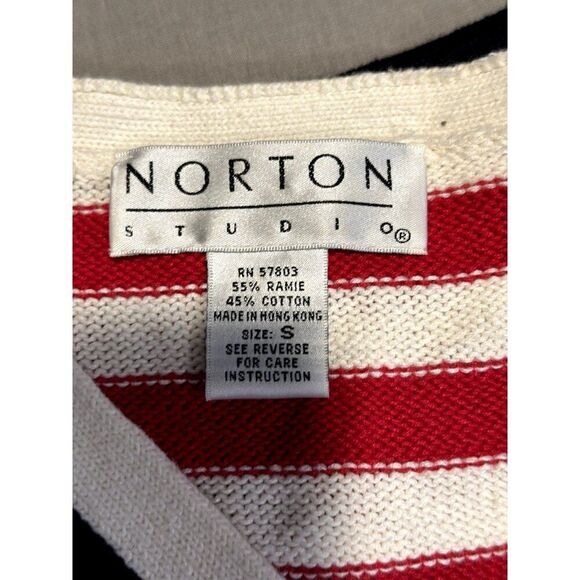 NORTON
STUDIO®
RN 57803
55% RAMIE
45% COTTON
MADE IN HONG KONG
SIZE: S
SEE REVERSE
FOR CARE
INSTRUCTION